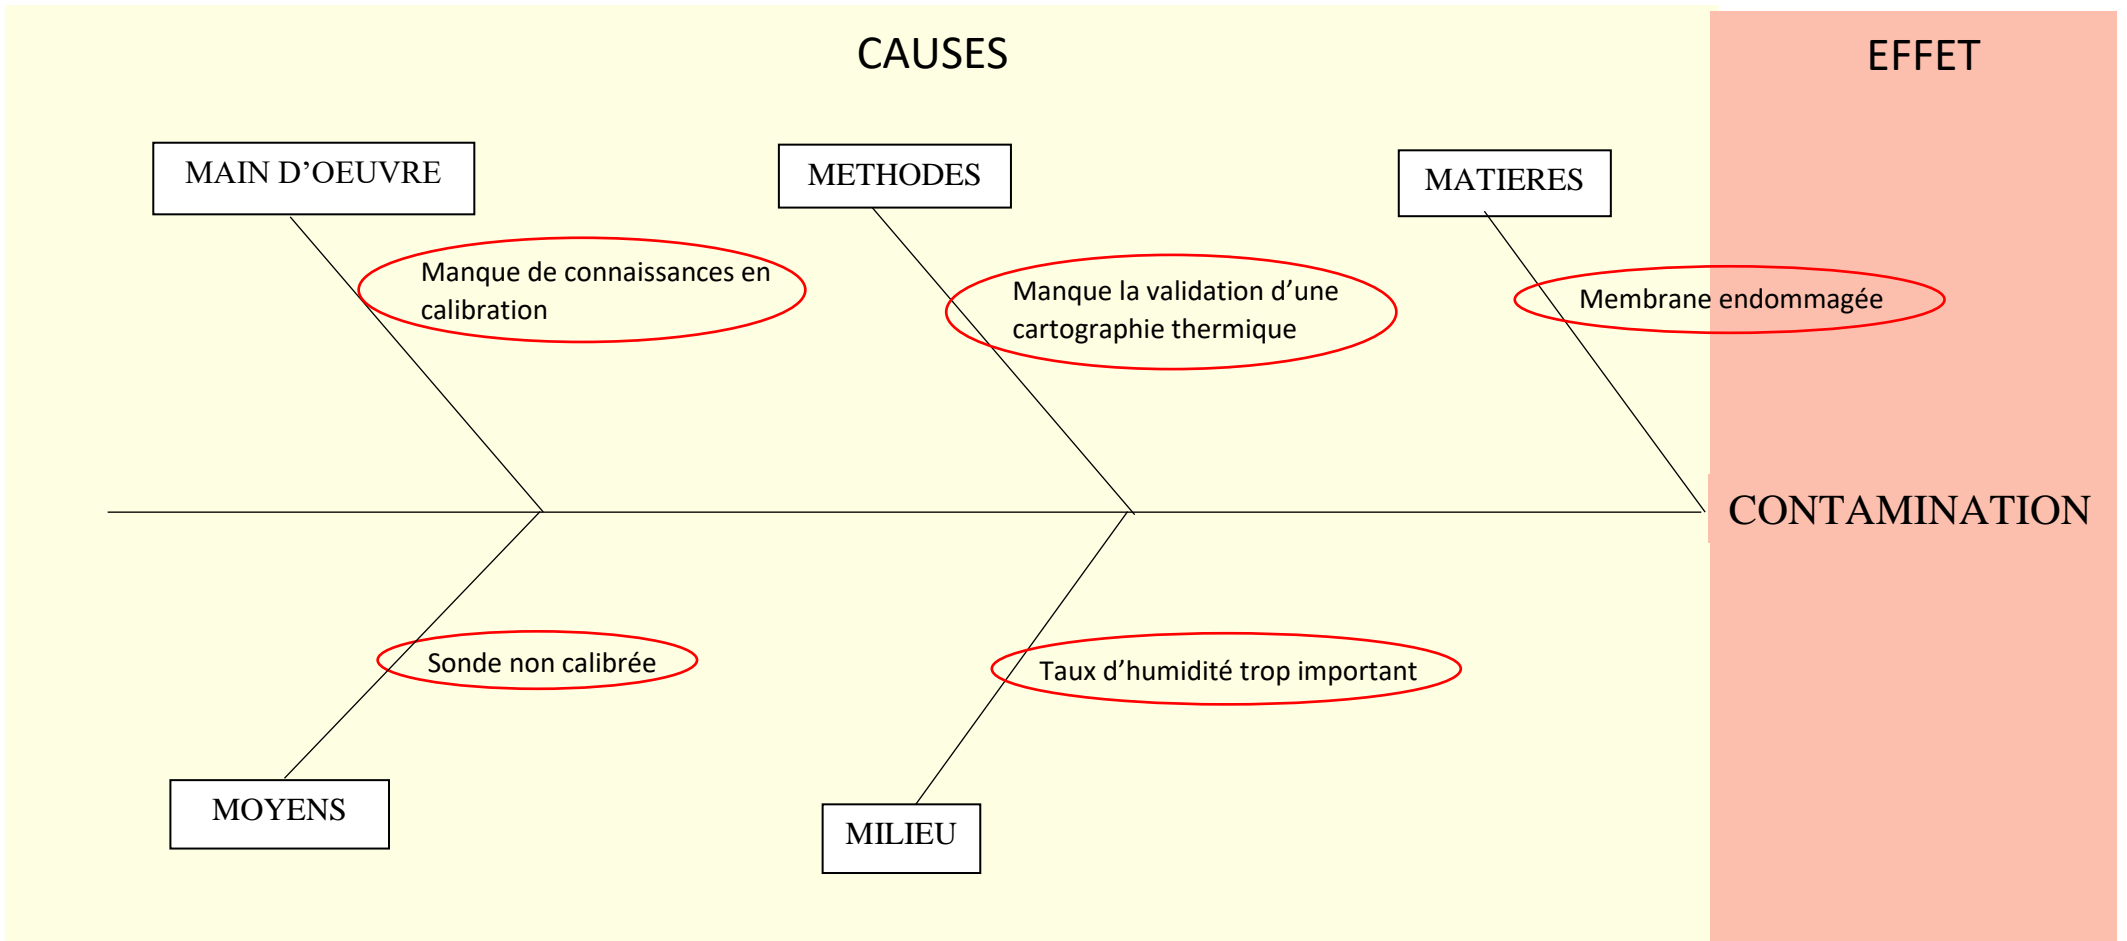 CAUSES
EFFET
MAIN D’OEUVRE
METHODES
MATIERES
Manque de connaissances en
calibration
Manque la validation d’une
cartographie thermique
Membrane endommagée
CONTAMINATION
Sonde non calibrée
Taux d’humidité trop important
MOYENS
MILIEU